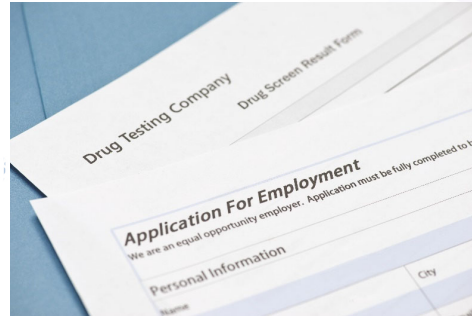 Drug Testing Company
Drug Screen Result Form
Application For Employment
We are an equal opportunity employer. Application must be fully completed to
Personal Information
Name
City